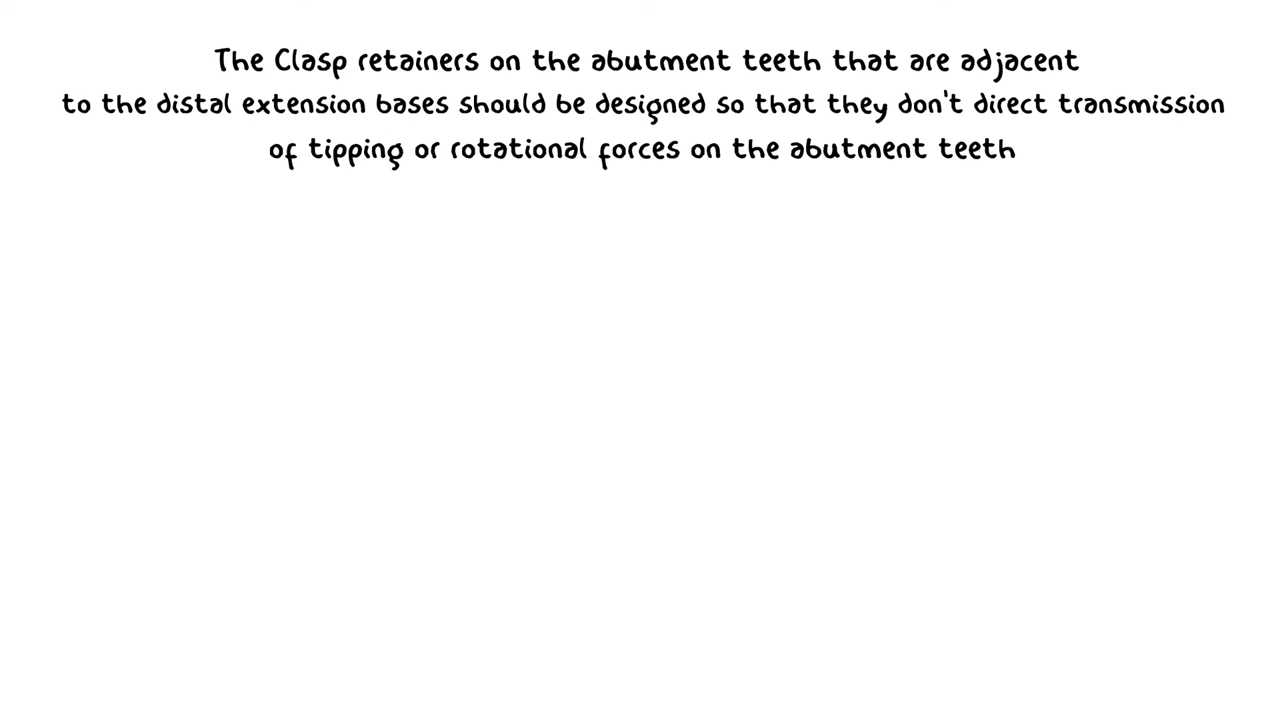 The Clasp retainers on the abutment teeth that are adjacent
to the distal extension bases should be designed so that they don't direct transmission
of tipping or rotational forces on the abutment teeth